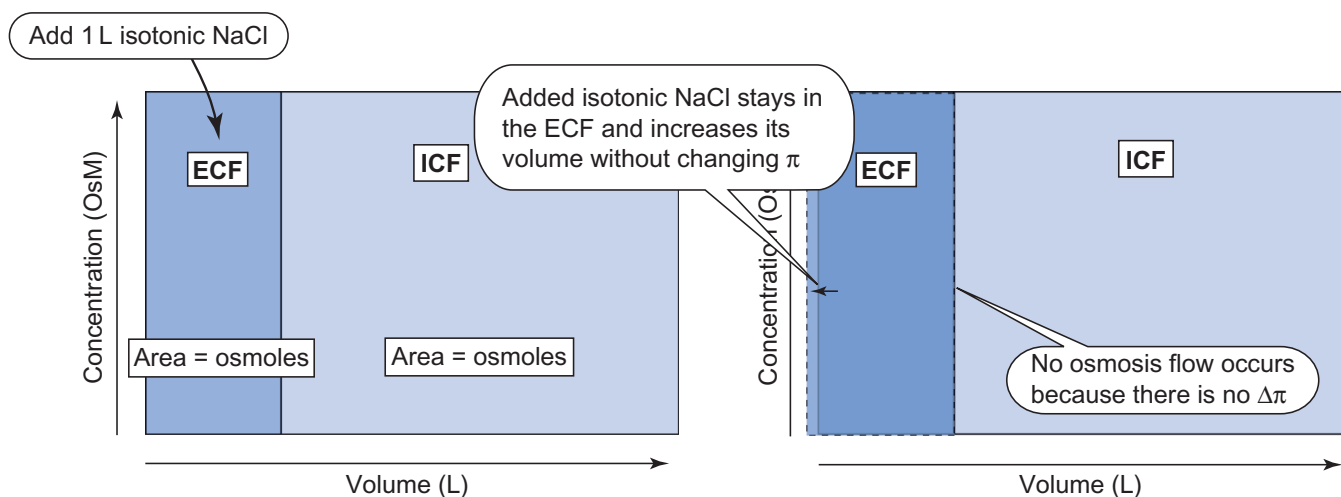 Add 1 L isotonic NaCl
Concentration (OsM)
ECF
ICF
Area = osmoles
Area = osmoles
Volume (L)
Added isotonic NaCl stays in
the ECF and increases its
volume without changing π
Concentration (Os
ECF
ICF
No osmosis flow occurs
because there is no Δπ
Volume (L)